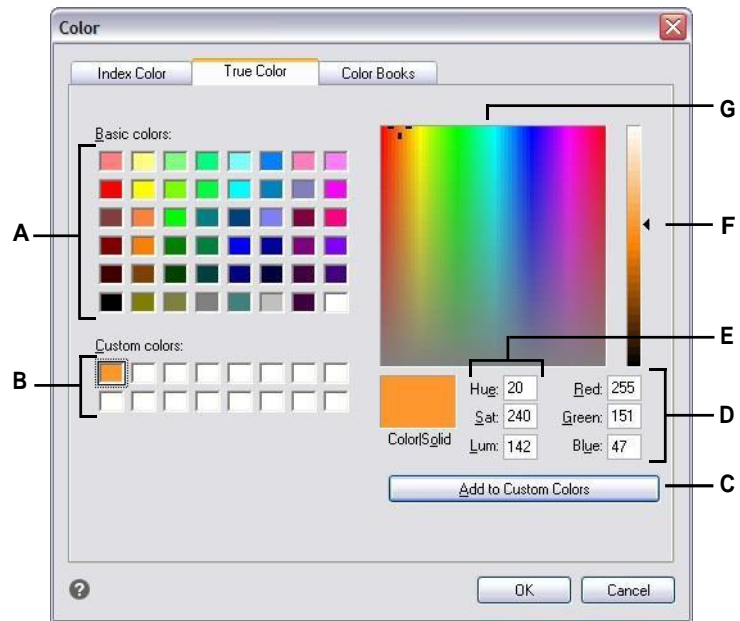 Color
Index Color True Color Color Books
G
Basic colors:
A
F
E
Custom colors:
B
Hue: 20 Red: 255
D
Sat: 240 Green: 151
Color|Solid
Lum: 142 Blue: 47
Add to Custom Colors
C
?
OK Cancel